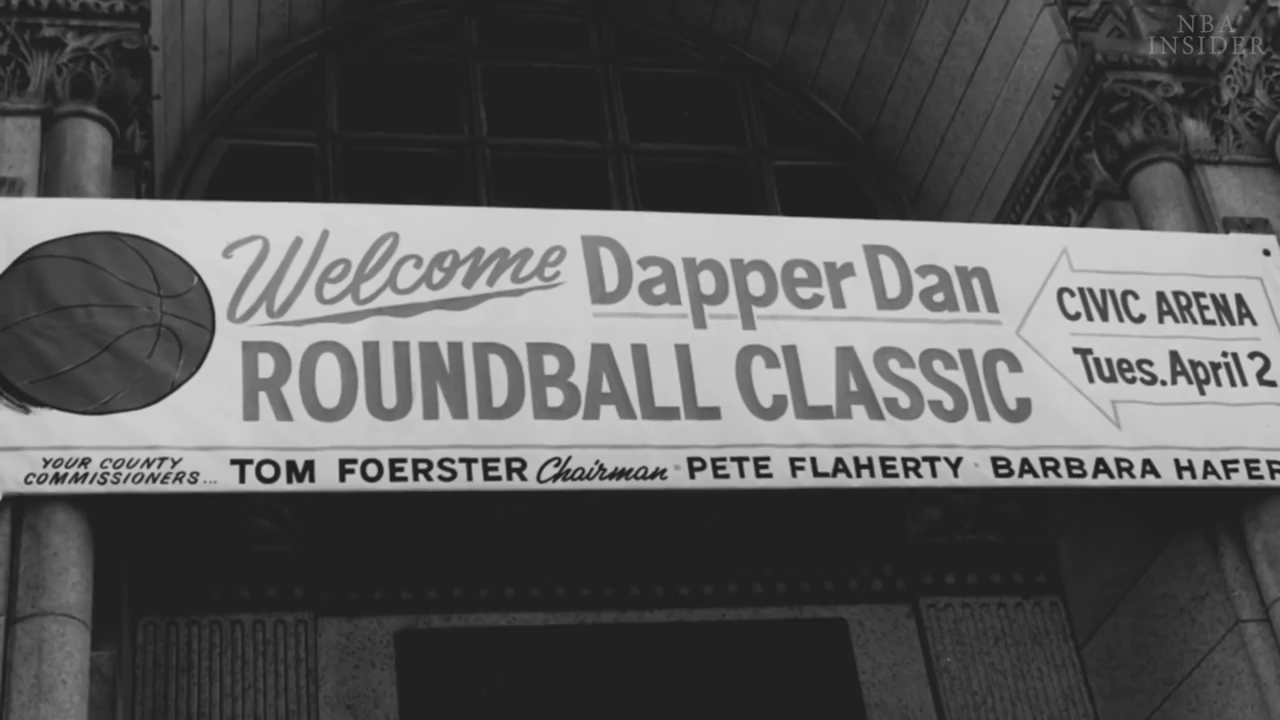 NBA
INSIDER
Welcome Dapper Dan
ROUNDBALL CLASSIC
CIVIC ARENA
Tues. April 2
YOUR COUNTY
COMMISSIONERS...
TOM FOERSTER Chairman · PETE FLAHERTY · BARBARA HAFER